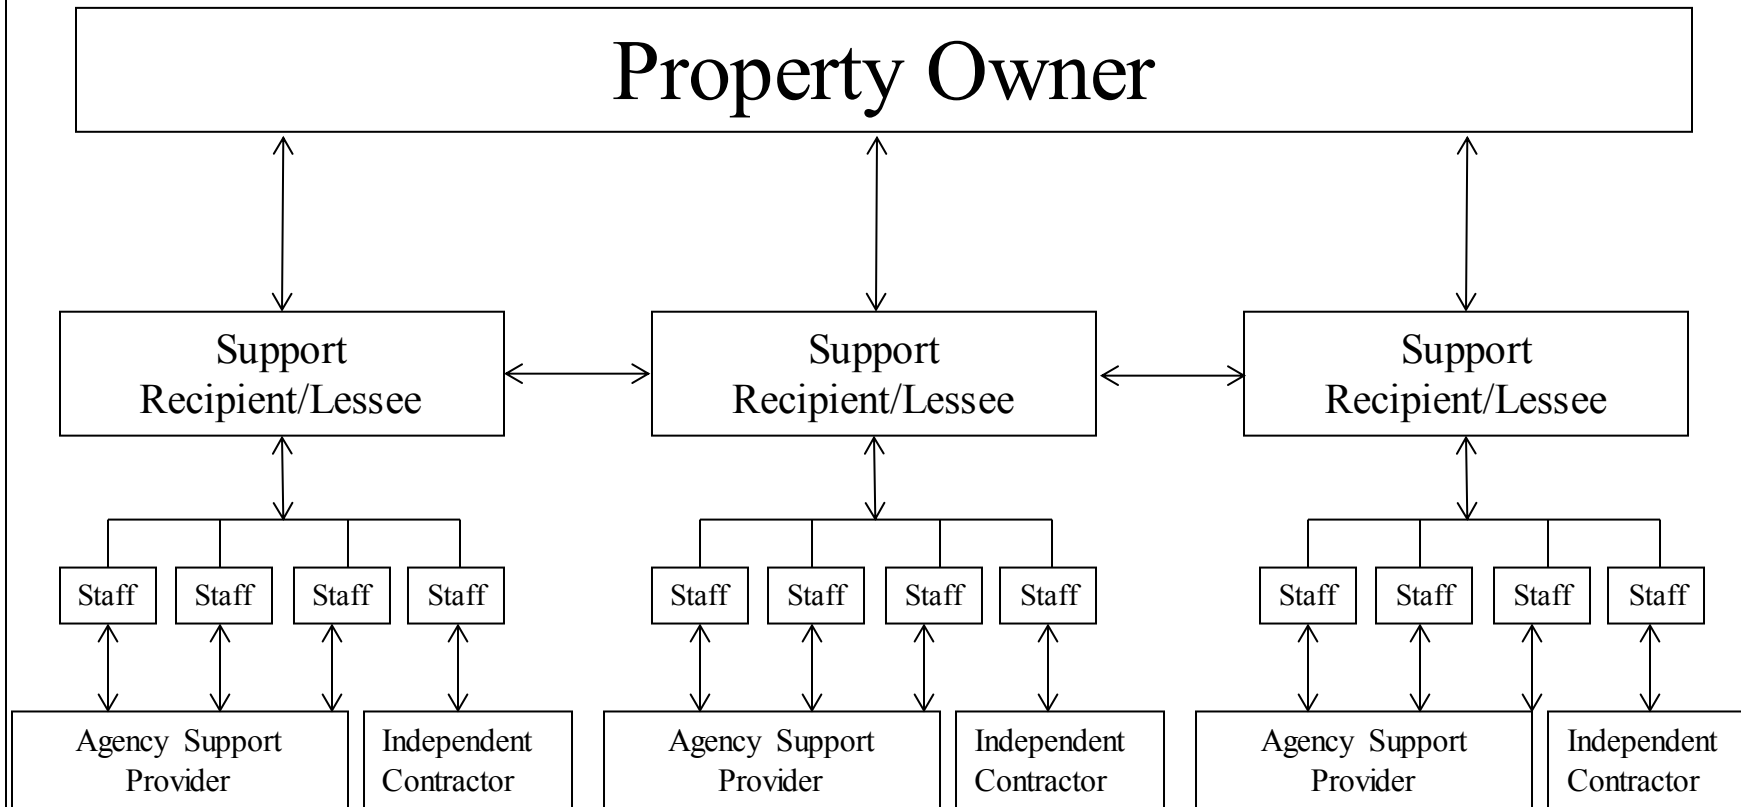 Property Owner
Support
Recipient/Lessee
Support
Recipient/Lessee
Support
Recipient/Lessee
Staff
Staff
Staff
Staff
Staff
Staff
Staff
Staff
Staff
Staff
Staff
Staff
Agency Support
Provider
Independent
Contractor
Agency Support
Provider
Independent
Contractor
Agency Support
Provider
Independent
Contractor